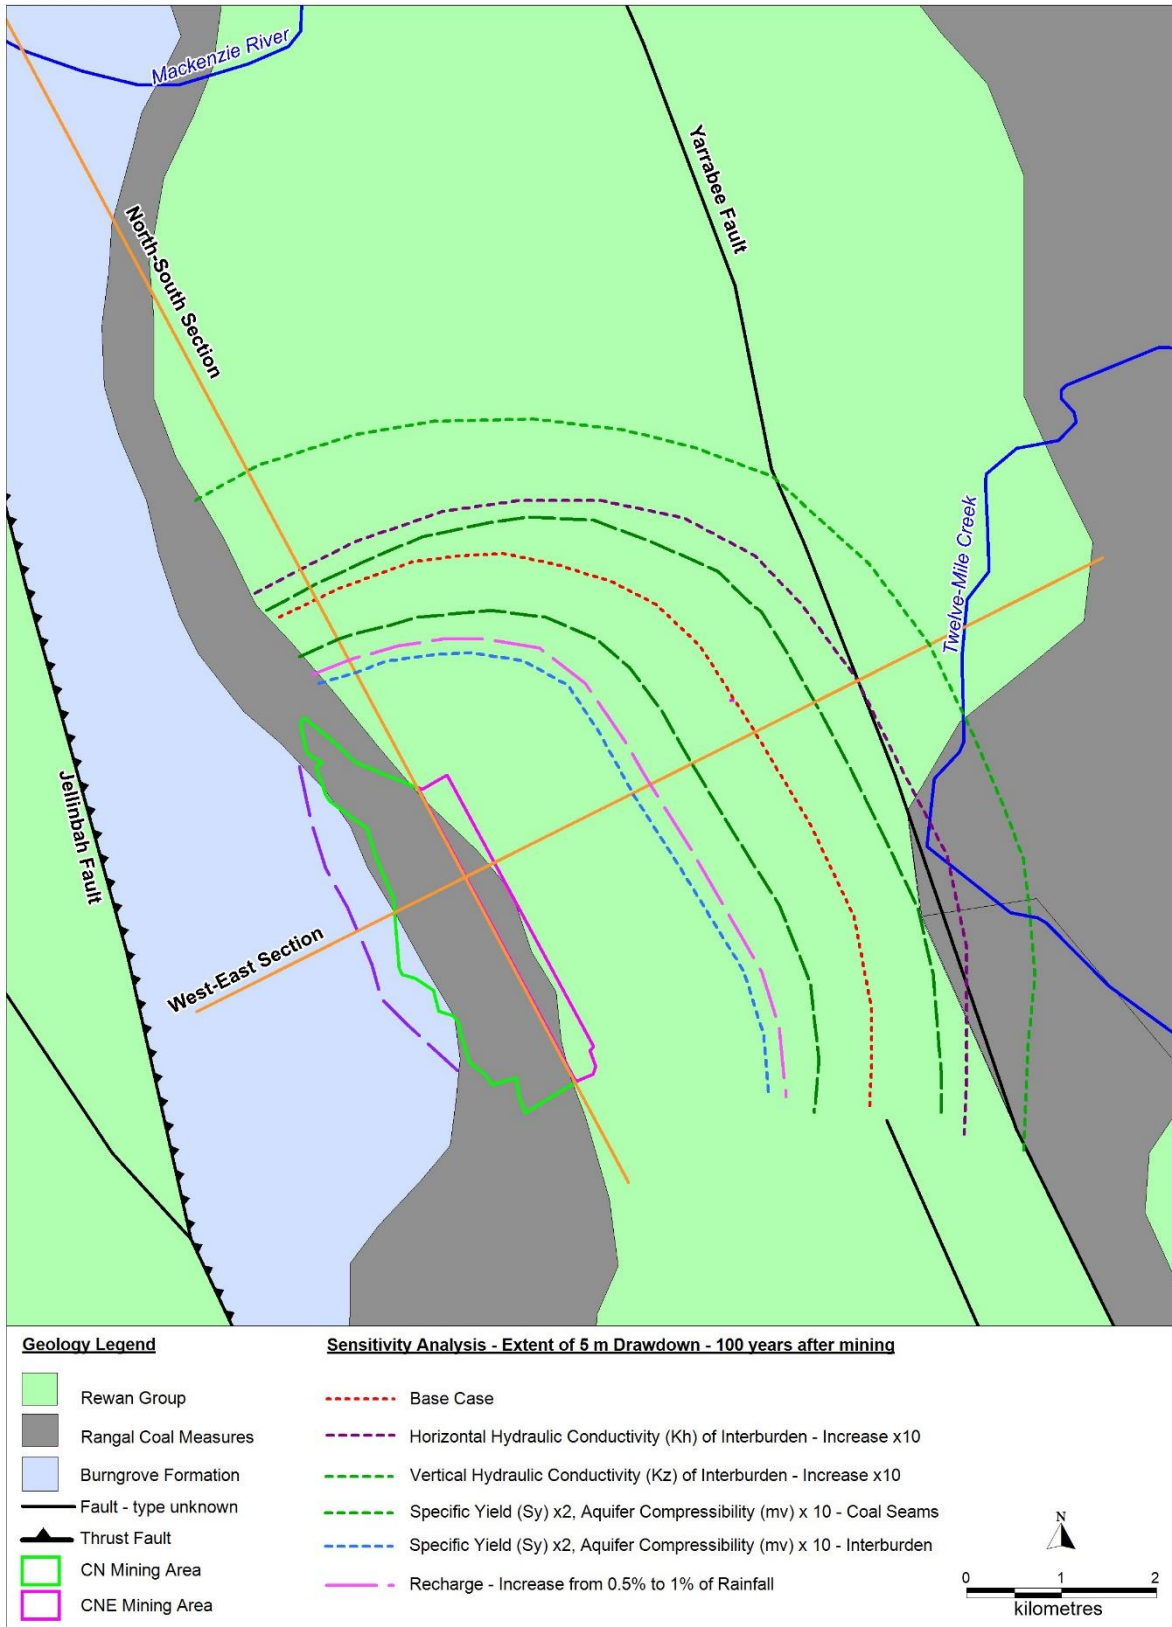 Mackenzie River
North-South Section
Yarrabee Fault
Twelve-Mile Creek
Jellinbah Fault
West-East Section
Geology Legend
Rewan Group
Rangal Coal Measures
Burngrove Formation
Fault - type unknown
Thrust Fault
CN Mining Area
CNE Mining Area
Sensitivity Analysis - Extent of 5 m Drawdown - 100 years after mining
Base Case
Horizontal Hydraulic Conductivity (Kh) of Interburden - Increase x10
Vertical Hydraulic Conductivity (Kz) of Interburden - Increase x10
Specific Yield (Sy) x2, Aquifer Compressibility (mv) x 10 - Coal Seams
Specific Yield (Sy) x2, Aquifer Compressibility (mv) x 10 - Interburden
Recharge - Increase from 0.5% to 1% of Rainfall
N
0 1 2
kilometres